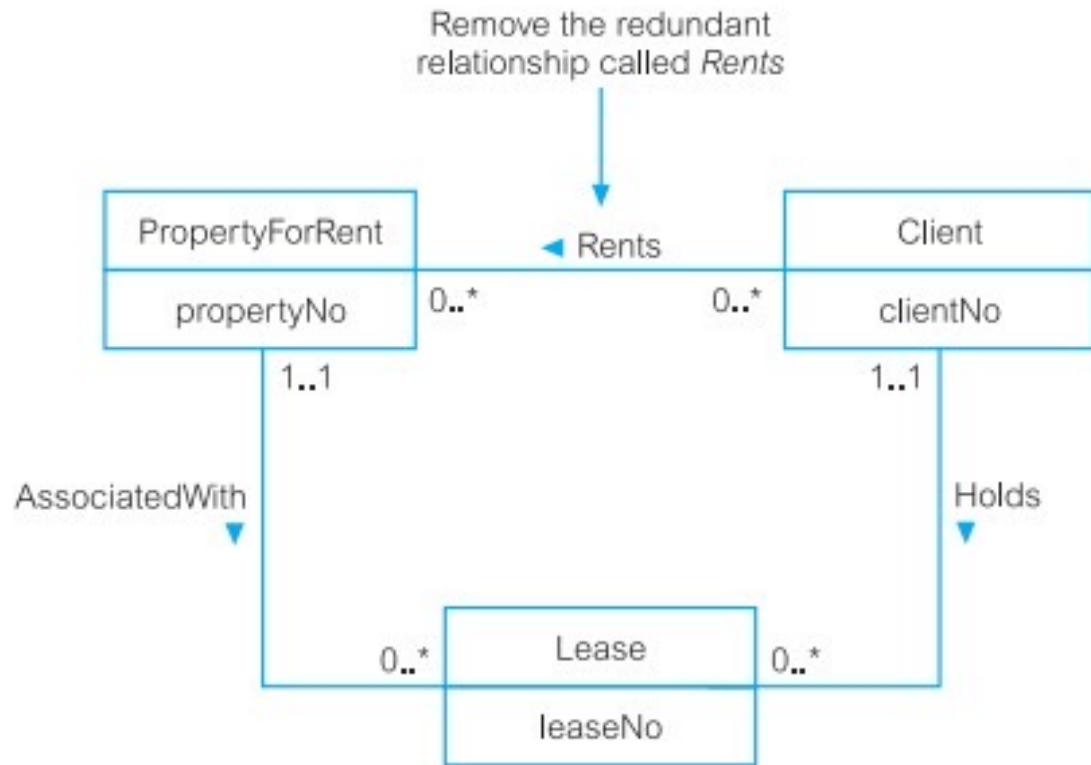 Remove the redundant
relationship called Rents
PropertyForRent
◄ Rents
Client
propertyNo
0..*
0..*
clientNo
1..1
1..1
AssociatedWith
Holds
0..*
Lease
0..*
leaseNo